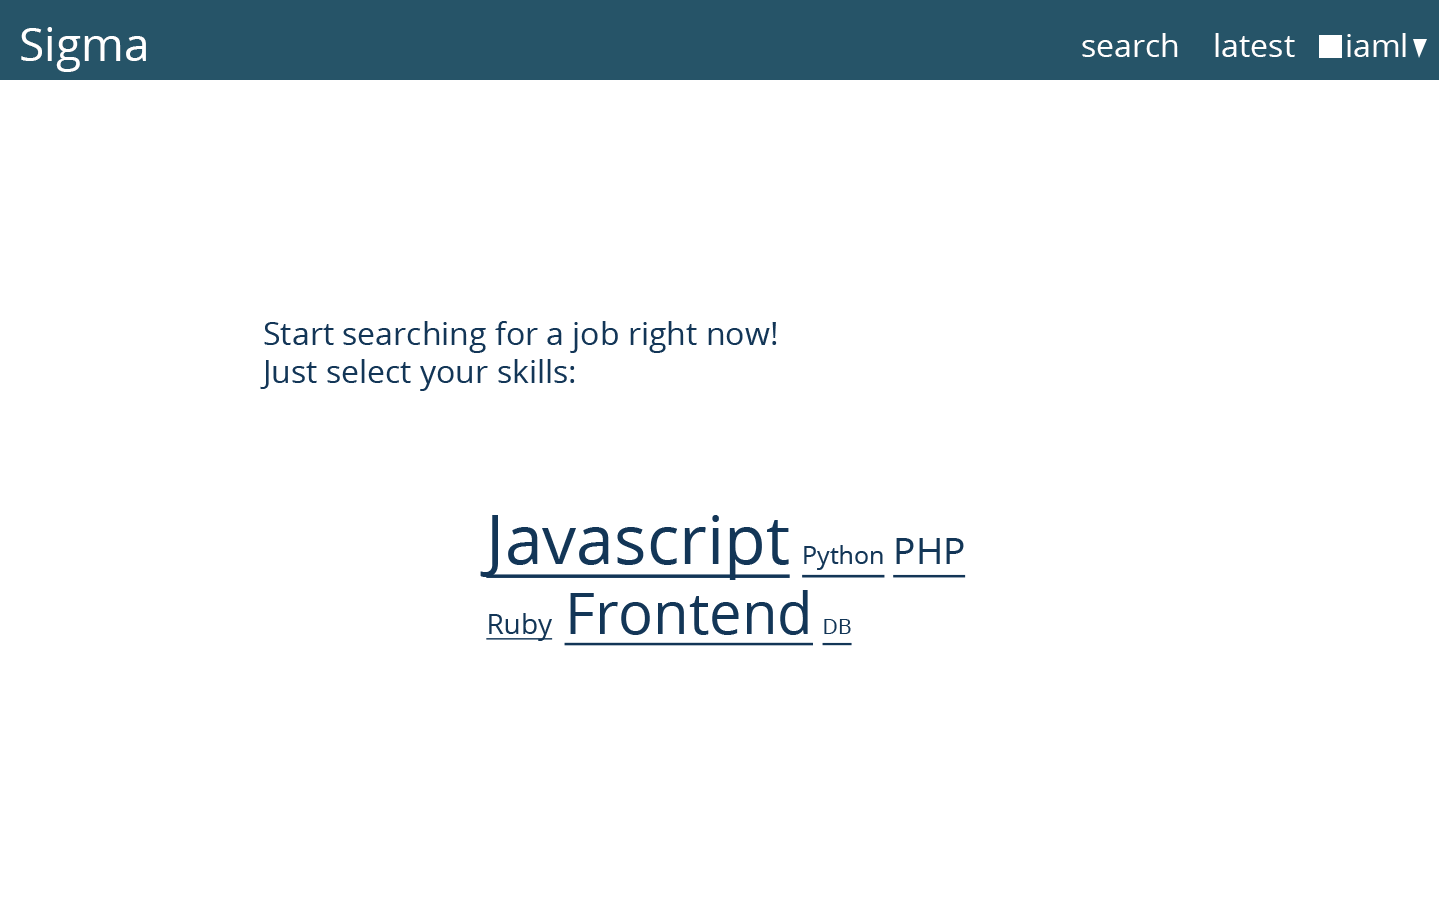 Sigma search latest iaml
Start searching for a job right now!
Just select your skills:
Javascript Python PHP
Ruby Frontend DB